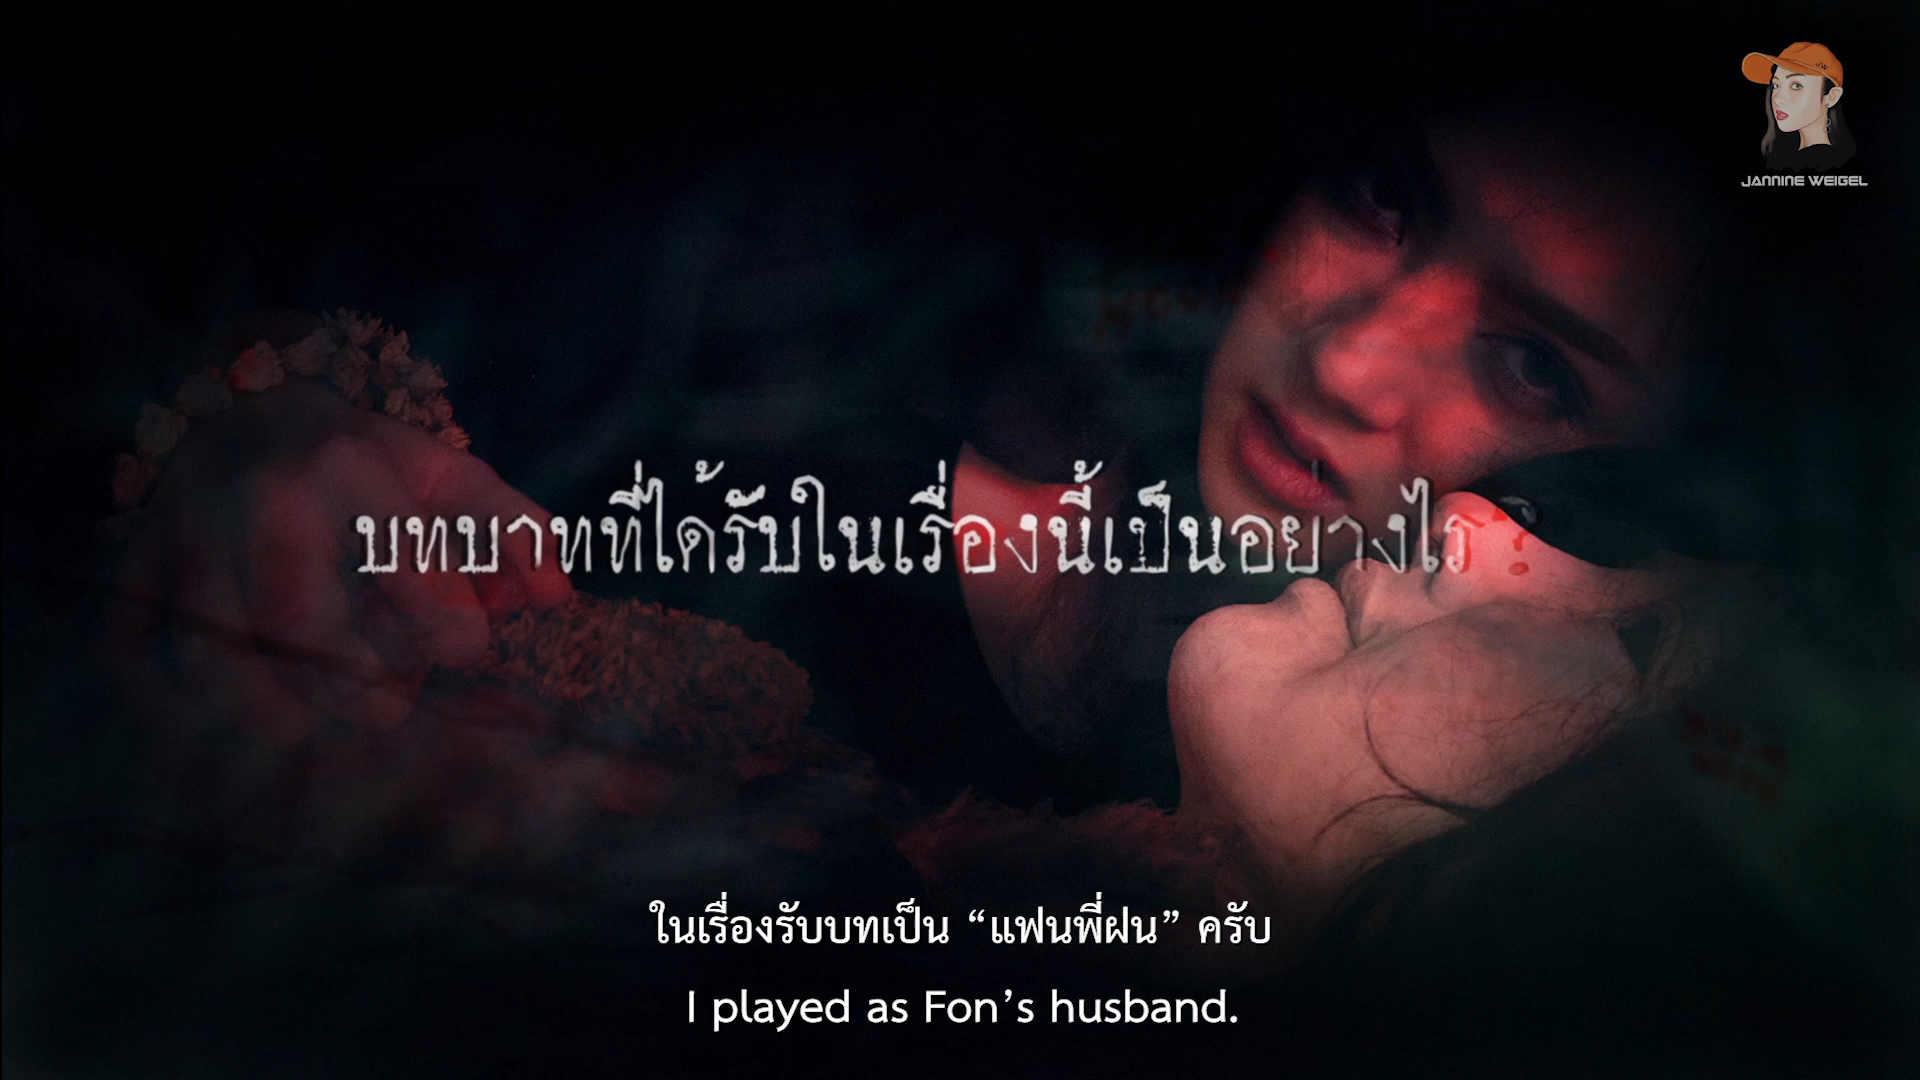 JANNINE WEIGEL
บทบาทที่ได้รับในเรื่องนี้เป็นอย่างไร ?
ในเรื่องรับบทเป็น “แฟนพี่ฝน” ครับ
I played as Fon’s husband.